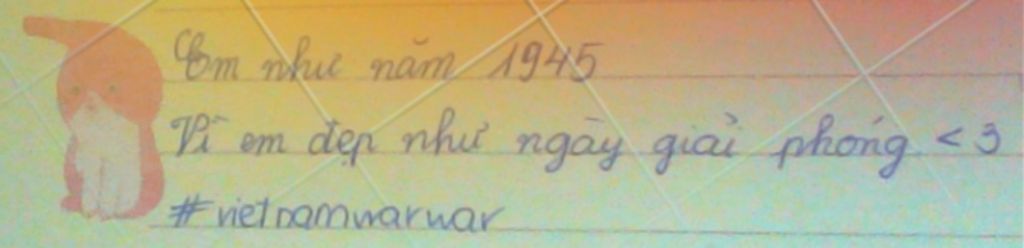 Em như năm 1945
Vì em đẹp như ngày giải phóng <3
#vietnamwarwar